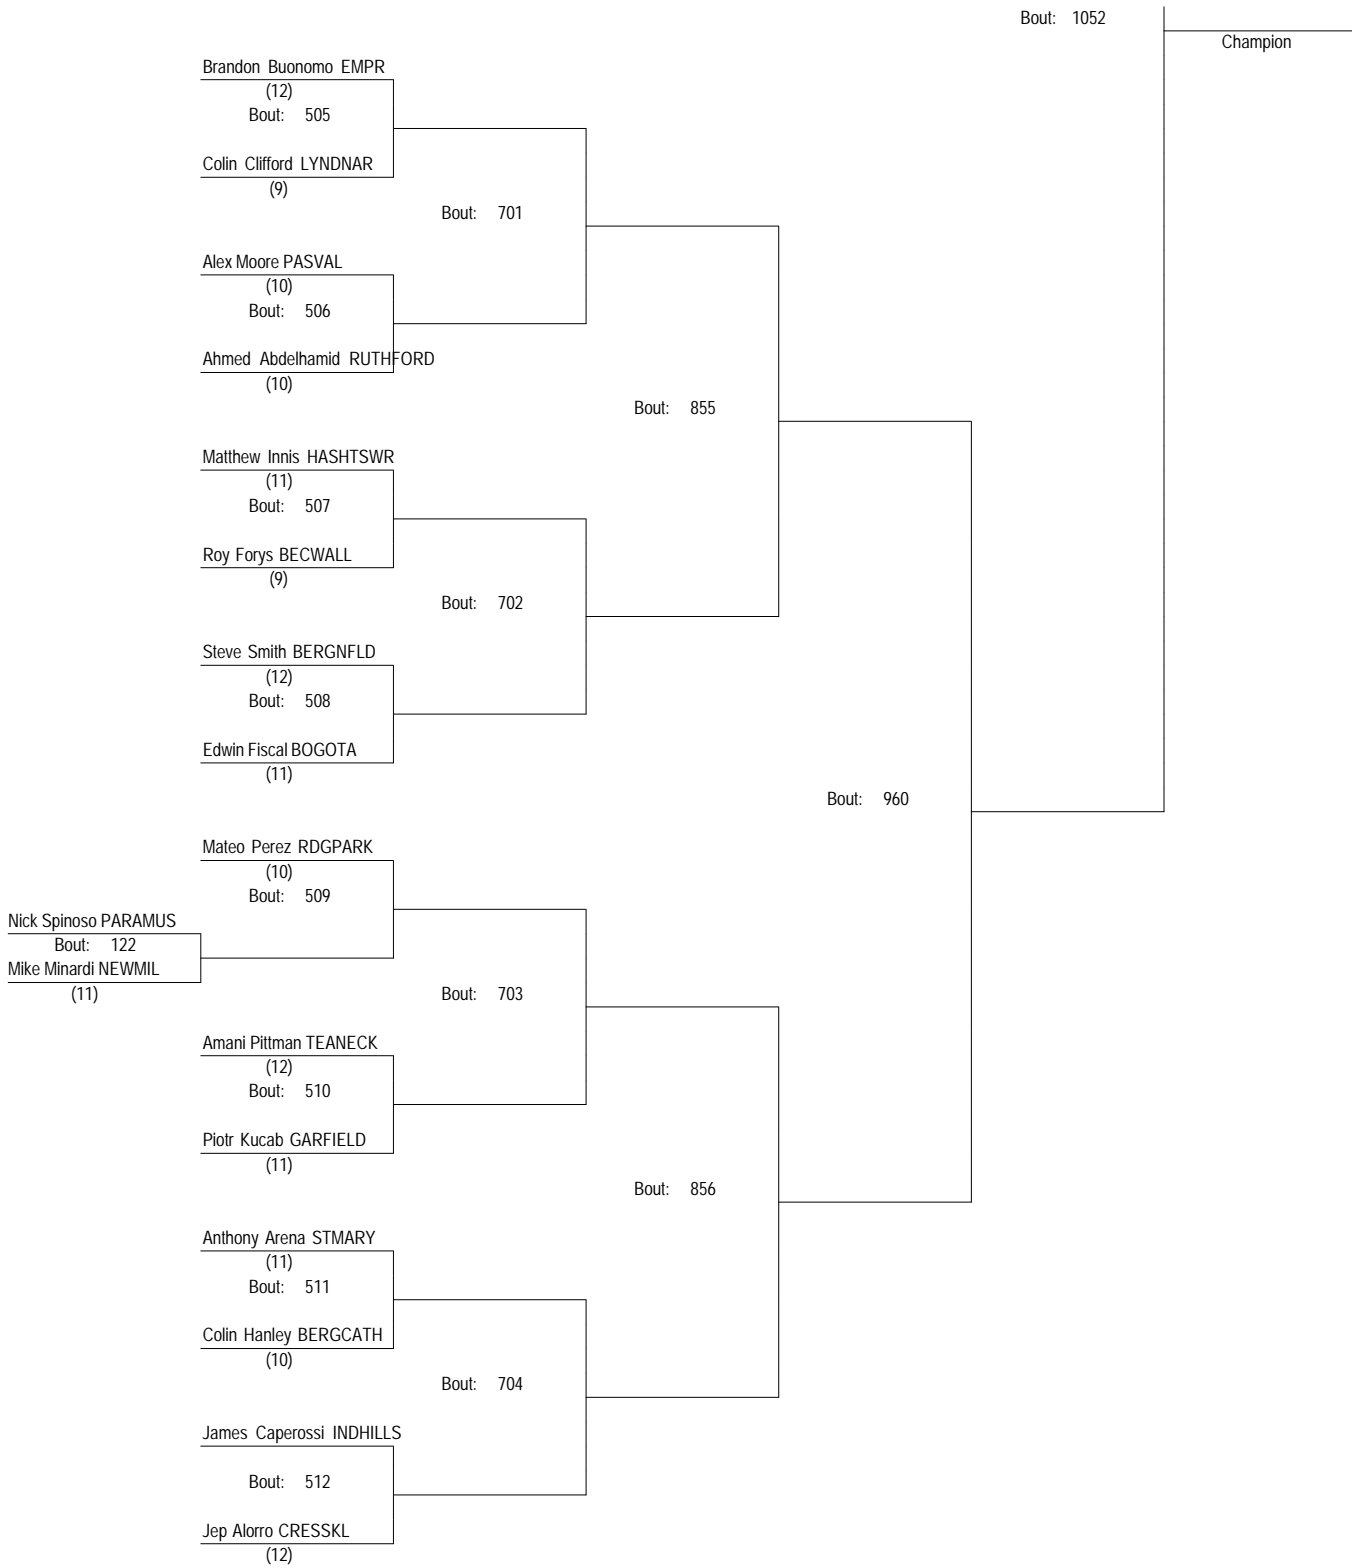 Bout: 1052
Champion
Brandon Buonomo EMPR
(12)
Bout: 505
Colin Clifford LYNDNAR
(9)
Bout: 701
Alex Moore PASVAL
(10)
Bout: 506
Ahmed Abdelhamid RUTHFORD
(10)
Bout: 855
Matthew Innis HASHTSWR
(11)
Bout: 507
Roy Forys BECWALL
(9)
Bout: 702
Steve Smith BERGNFLD
(12)
Bout: 508
Edwin Fiscal BOGOTA
(11)
Bout: 960
Mateo Perez RDGPARK
(10)
Bout: 509
Nick Spinoso PARAMUS
Bout: 122
Mike Minardi NEWMIL
(11)
Bout: 703
Amani Pittman TEANECK
(12)
Bout: 510
Piotr Kucab GARFIELD
(11)
Bout: 856
Anthony Arena STMARY
(11)
Bout: 511
Colin Hanley BERGCATH
(10)
Bout: 704
James Caperossi INDHILLS
Bout: 512
Jep Alorro CRESSKL
(12)